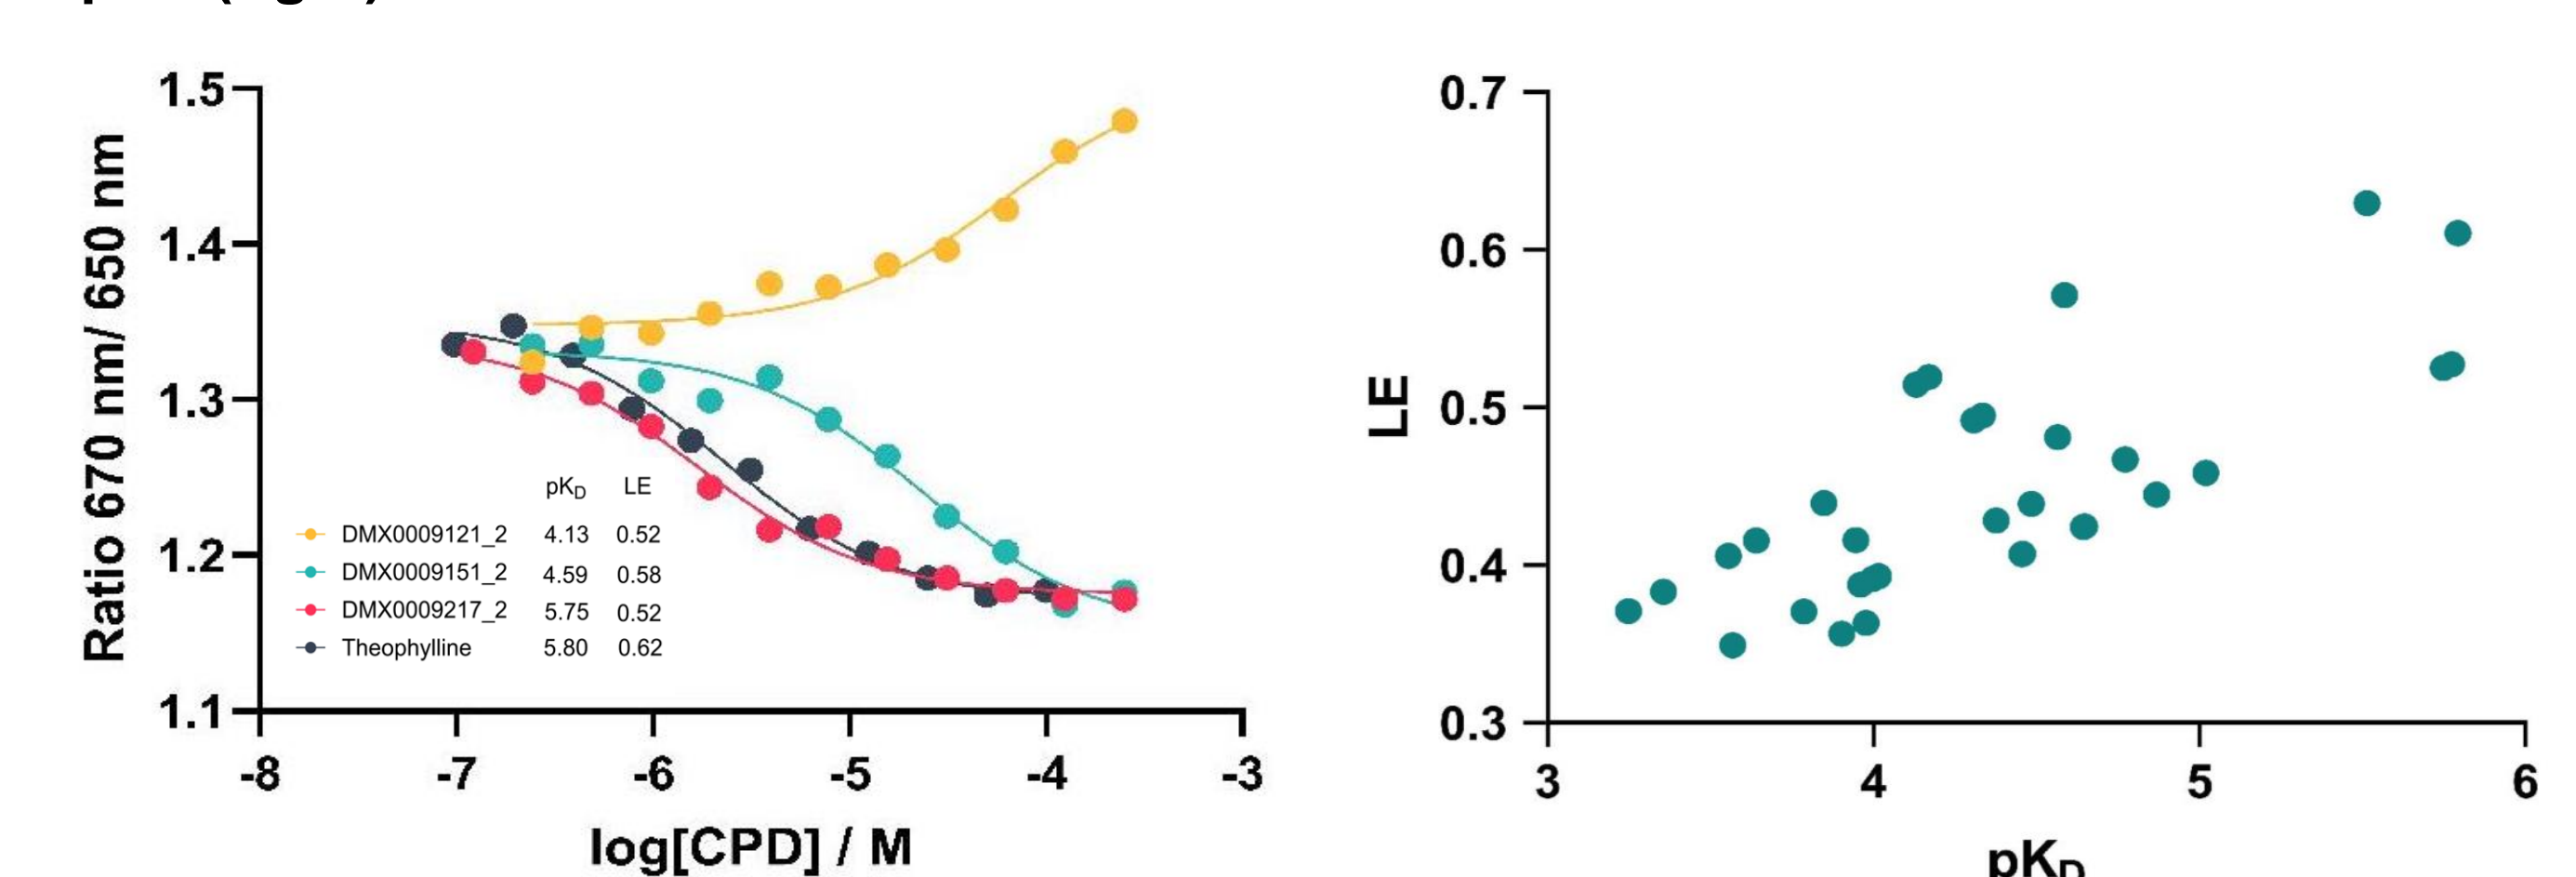 1.5
1.4
1.3
1.2
1.1
-8 -7 -6 -5 -4 -3
Ratio 670 nm/ 650 nm
log[CPD] / M
pKD LE
DMX0009121_2 4.13 0.52
DMX0009151_2 4.59 0.58
DMX0009217_2 5.75 0.52
Theophylline 5.80 0.62
0.7
0.6
0.5
0.4
0.3
3 4 5 6
LE
pKD